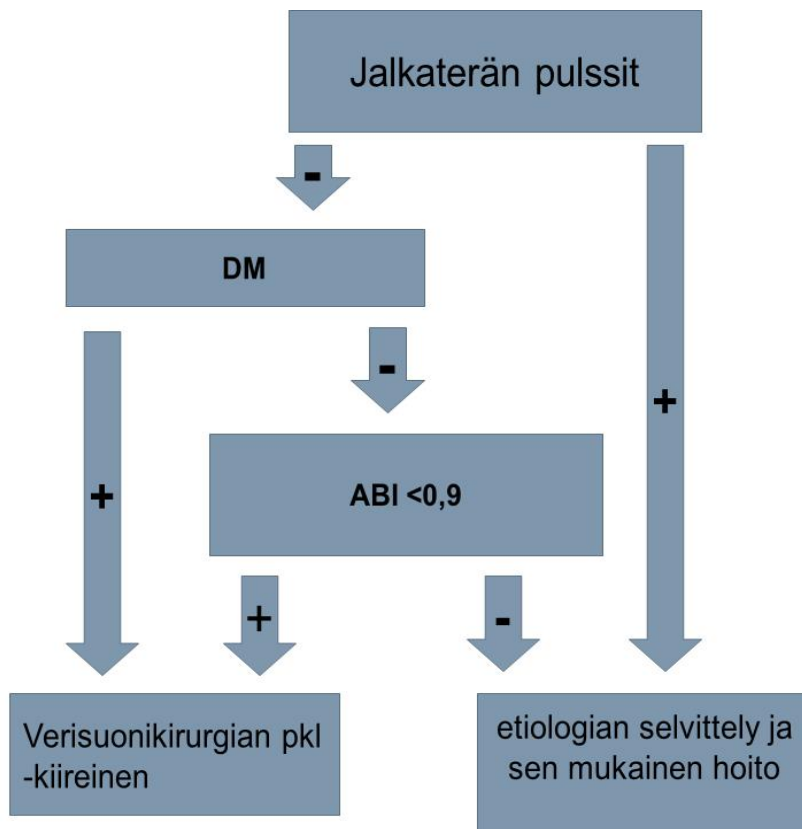 Jalkaterän pulssit
-
DM
-
+
+
ABI <0,9
+
-
Verisuonikirurgian pkl
-kiireinen
etiologian selvittely ja
sen mukainen hoito